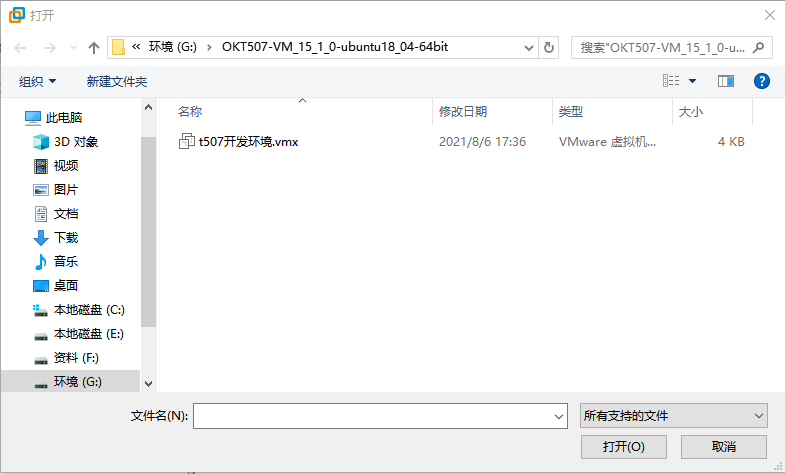 打开
« 环境 (G:) › OKT507-VM_15_1_0-ubuntu18_04-64bit
搜索"OKT507-VM_15_1_0-u...
组织 新建文件夹
名称 修改日期 类型 大小
t507开发环境.vmx 2021/8/6 17:36 VMware 虚拟机... 4 KB
此电脑
3D 对象
视频
图片
文档
下载
音乐
桌面
本地磁盘 (C:)
本地磁盘 (E:)
资料 (F:)
环境 (G:)
文件名(N):
所有支持的文件
打开(O) 取消